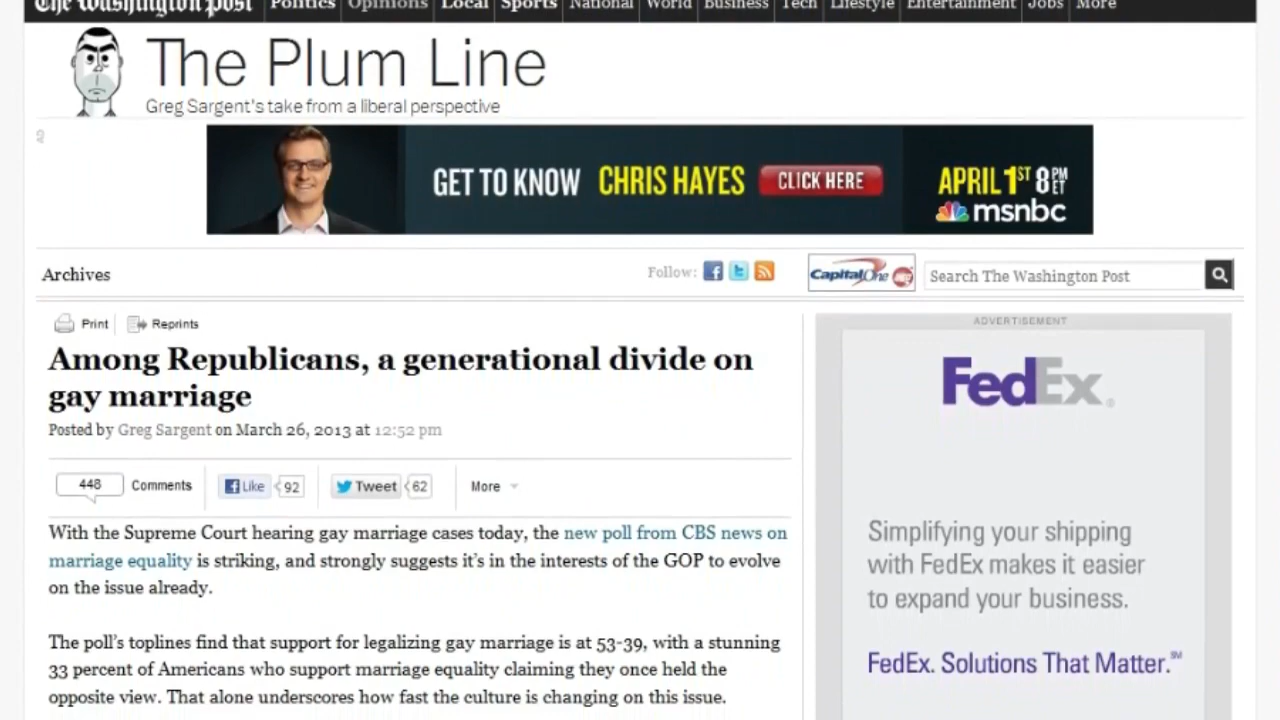 The Washington Post Politics Opinions Local Sports National World Business Tech Lifestyle Entertainment Jobs More
The Plum Line
Greg Sargent's take from a liberal perspective
GET TO KNOW CHRIS HAYES CLICK HERE APRIL 1ST 8PM ET
msnbc
Archives
Follow:
CapitalOne
Search The Washington Post
Print Reprints
ADVERTISEMENT
Among Republicans, a generational divide on
gay marriage
Posted by Greg Sargent on March 26, 2013 at 12:52 pm
448 Comments Like 92 Tweet 62 More
With the Supreme Court hearing gay marriage cases today, the new poll from CBS news on
marriage equality is striking, and strongly suggests it's in the interests of the GOP to evolve
on the issue already.
The poll's toplines find that support for legalizing gay marriage is at 53-39, with a stunning
33 percent of Americans who support marriage equality claiming they once held the
opposite view. That alone underscores how fast the culture is changing on this issue.
FedEx®
Simplifying your shipping
with FedEx makes it easier
to expand your business.
FedEx. Solutions That Matter.℠